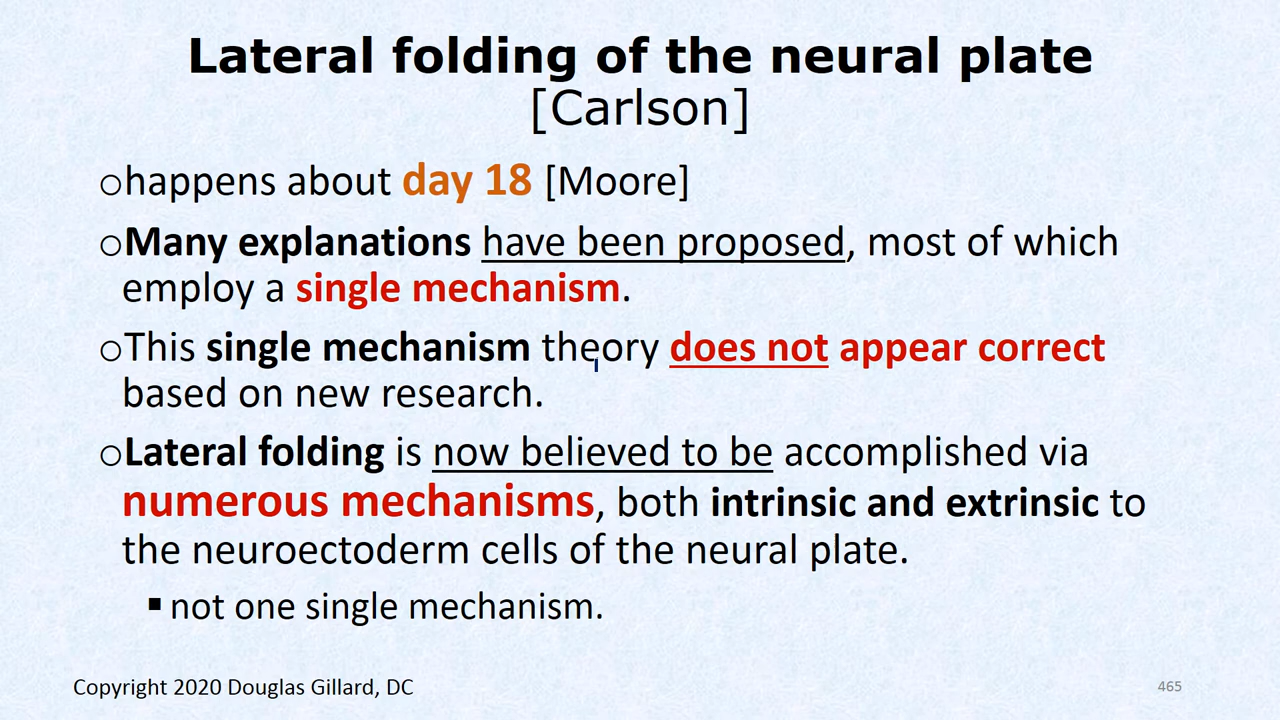 Lateral folding of the neural plate
[Carlson]
○happens about day 18 [Moore]
○Many explanations have been proposed, most of which
employ a single mechanism.
○This single mechanism theory does not appear correct
based on new research.
○Lateral folding is now believed to be accomplished via
numerous mechanisms, both intrinsic and extrinsic to
the neuroectoderm cells of the neural plate.
▪ not one single mechanism.
Copyright 2020 Douglas Gillard, DC
465